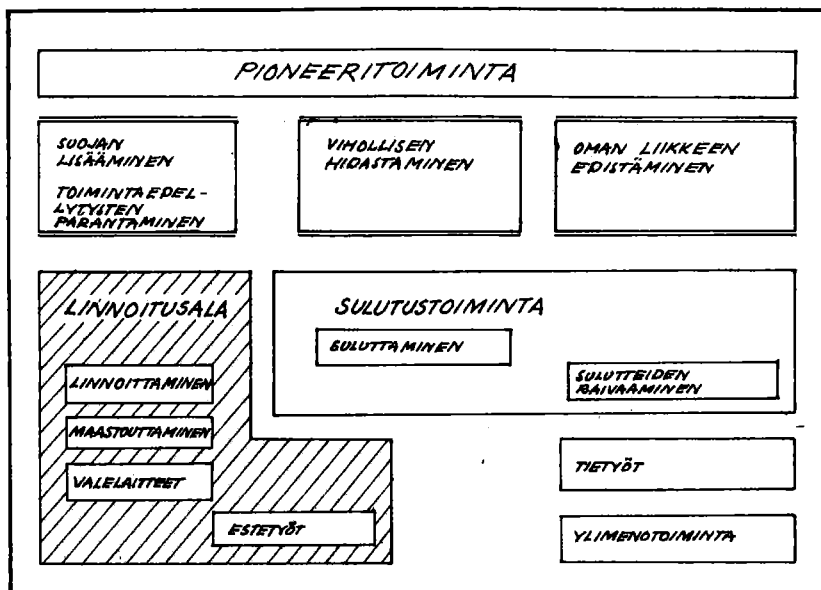 PIONEERITOIMINTA
SUOJAN
LISÄÄMINEN
TOIMINTAEDEL-
LYTYSTEN
PARANTAMINEN
VIHOLLISEN
HIDASTAMINEN
OMAN LIIKKEEN
EDISTÄMINEN
LINNOITUSALA
LINNOITTAMINEN
MAASTOUTTAMINEN
VALELAITTEET
ESTETYÖT
SULUTUSTOIMINTA
SULUTTAMINEN
SULUTTEIDEN
RAIVAAMINEN
TIETYÖT
YLIMENOTOIMINTA